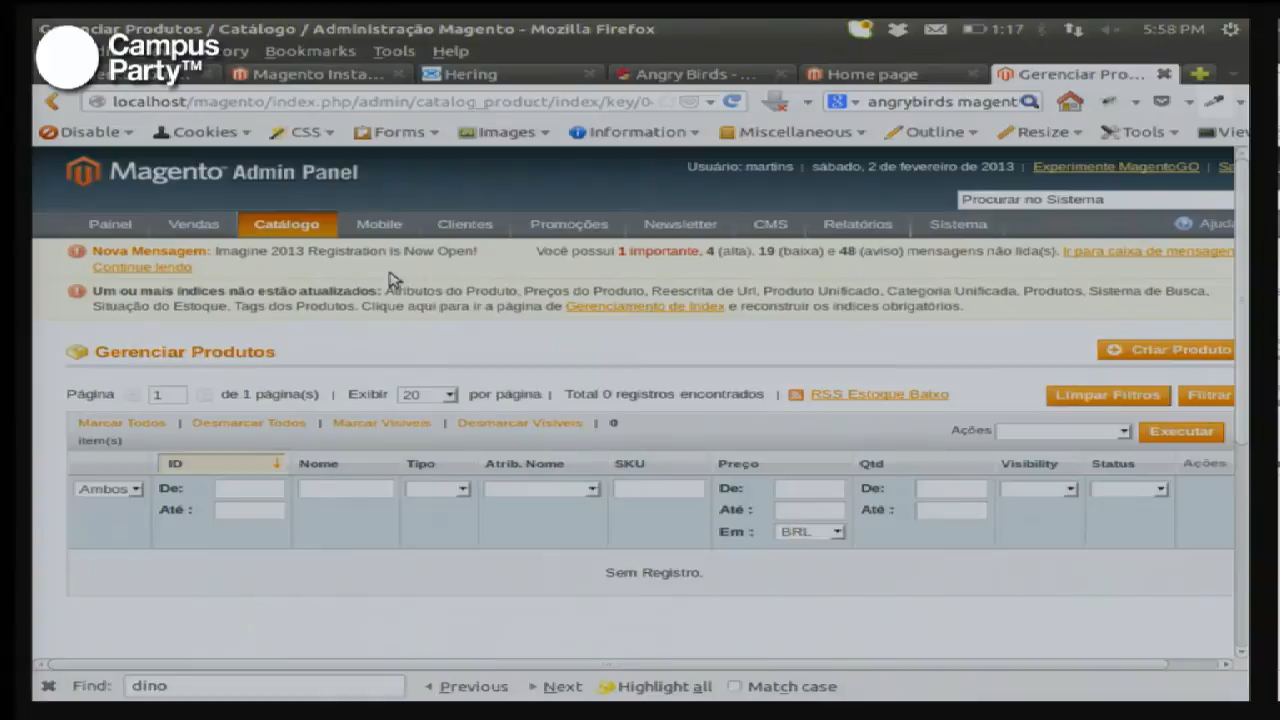 Gerenciar Produtos / Catálogo / Administração Magento - Mozilla Firefox
1:17
5:58 PM
Campus
Party™
Bookmarks Tools Help
Magento Insta...
Hering
Angry Birds - ...
Home page
Gerenciar Pro...
localhost/magento/index.php/admin/catalog_product/index/key/0
angrybirds magent
Disable
Cookies
CSS
Forms
Images
Information
Miscellaneous
Outline
Resize
Tools
View
Magento Admin Panel
Usuário: martins | sábado, 2 de fevereiro de 2013 | Experimente MagentoGO |
Procurar no Sistema
Painel
Vendas
Catálogo
Mobile
Clientes
Promoções
Newsletter
CMS
Relatórios
Sistema
Ajuda
Nova Mensagem: Imagine 2013 Registration is Now Open!
Continue lendo
Você possui 1 importante, 4 (alta), 19 (baixa) e 48 (aviso) mensagens não lida(s). Ir para caixa de mensagen
Um ou mais índices não estão atualizados: Atributos do Produto, Preços do Produto, Reescrita de Url, Produto Unificado, Categoria Unificada, Produtos, Sistema de Busca,
Situação do Estoque, Tags dos Produtos. Clique aqui para ir a página de Gerenciamento de Index e reconstruir os indices obrigatórios.
Gerenciar Produtos
Criar Produto
Página 1 de 1 página(s) | Exibir 20 por página | Total 0 registros encontrados | RSS Estoque Baixo
Limpar Filtros
Filtrar
Marcar Todos | Desmarcar Todos | Marcar Visíveis | Desmarcar Visíveis | 0
item(s)
Ações
Executar
ID Nome Tipo Atrib. Nome SKU Preço Qtd Visibility Status Ações
Ambos De: De: De:
Até : Até : Até :
Em : BRL
Sem Registro.
Find: dino Previous Next Highlight all Match case